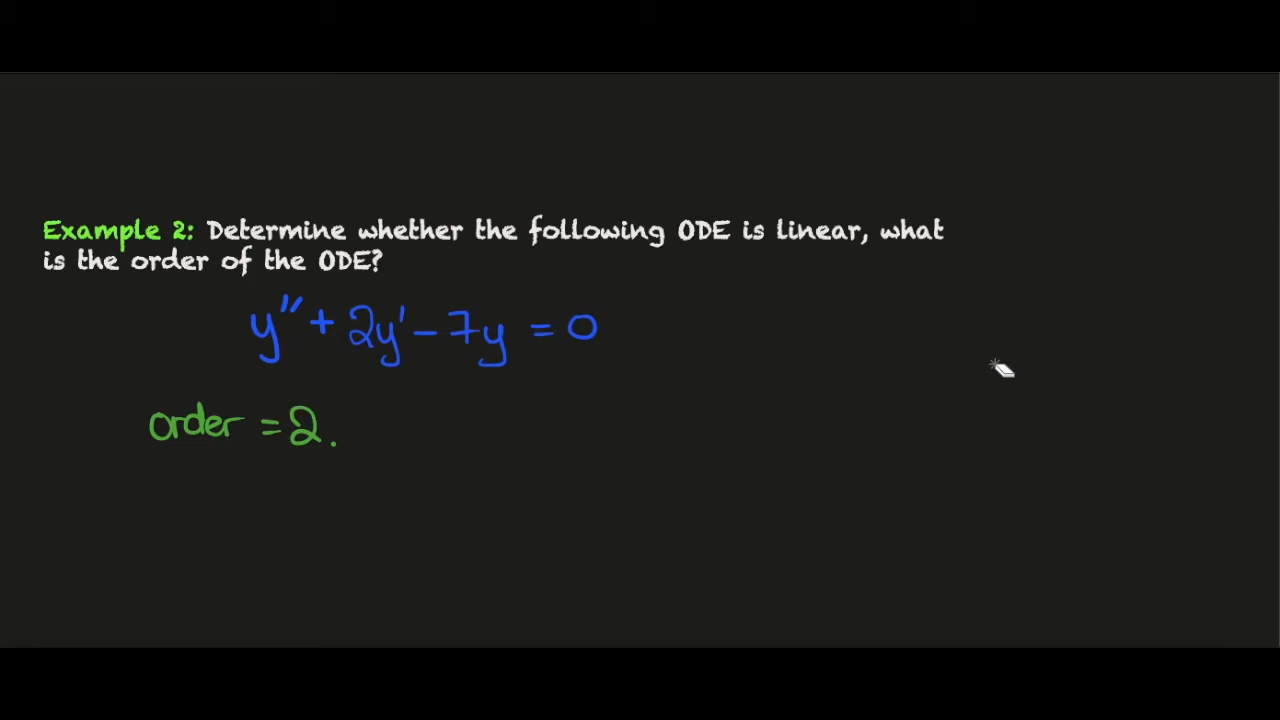 Example 2: Determine whether the following ODE is linear, what
is the order of the ODE?
y'' + 2y' - 7y = 0
order = 2.